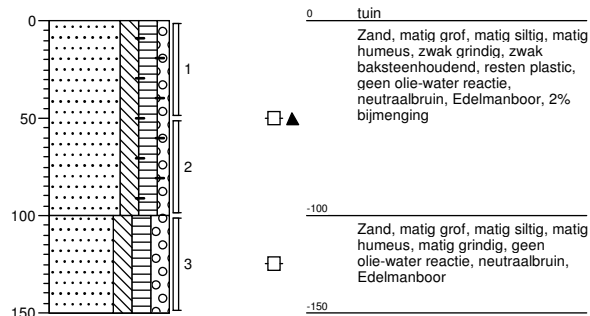 0
50
100
150
1
2
3
0
tuin
Zand, matig grof, matig siltig, matig
humeus, zwak grindig, zwak
baksteenhoudend, resten plastic,
geen olie-water reactie,
neutraalbruin, Edelmanboor, 2%
bijmenging
-100
Zand, matig grof, matig siltig, matig
humeus, matig grindig, geen
olie-water reactie, neutraalbruin,
Edelmanboor
-150